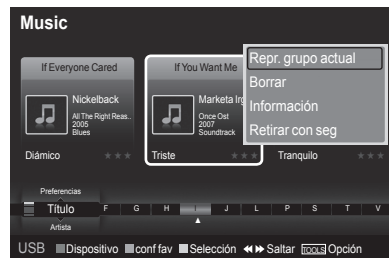 Music
If Everyone Cared
If You Want Me
Repr. grupo actual
Borrar
Información
Retirar con seg
Nickelback
All The Right Reas..
2005
Blues
Marketa
Once Ost
2007
Soundtrack
Diámico
Triste
Tranquilo
Preferencias
Título
F G H I J L P S T V
Artista
USB Dispositivo conf fav Selección Saltar TOOLS Opción